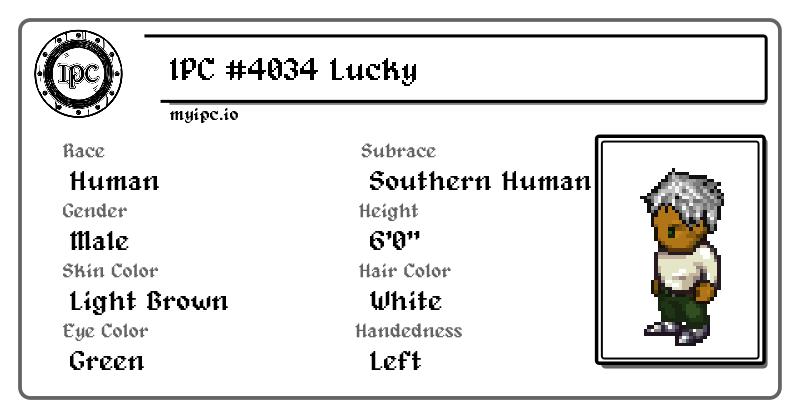 IPC
IPC #4034 Lucky
myipc.io
Race
Human
Subrace
Southern Human
Gender
Male
Height
6'0"
Skin Color
Light Brown
Hair Color
White
Eye Color
Green
Handedness
Left